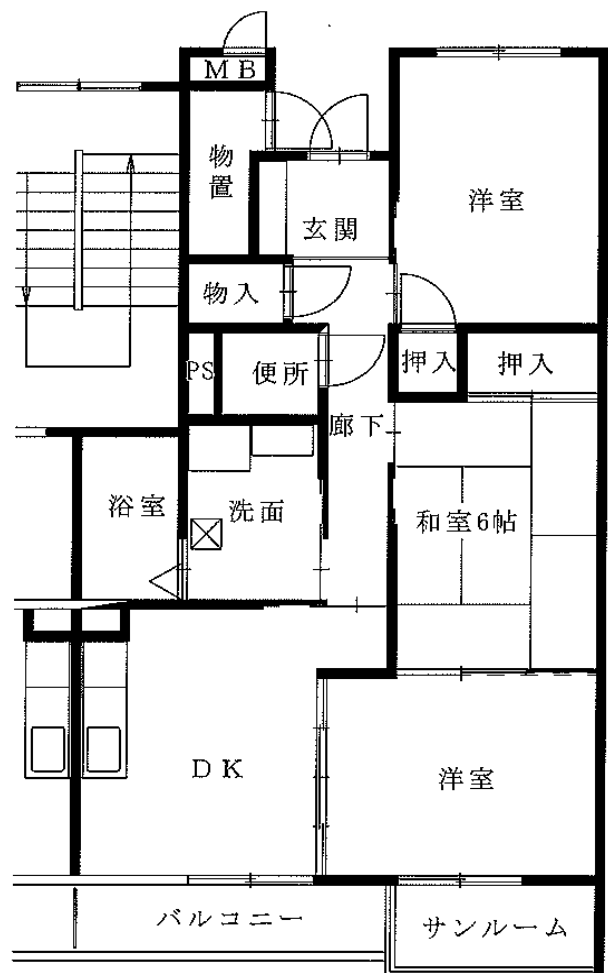 MB
物置
玄関
洋室
物入
押入
押入
PS
便所
廊下
浴室
洗面
和室6帖
DK
洋室
バルコニー
サンルーム